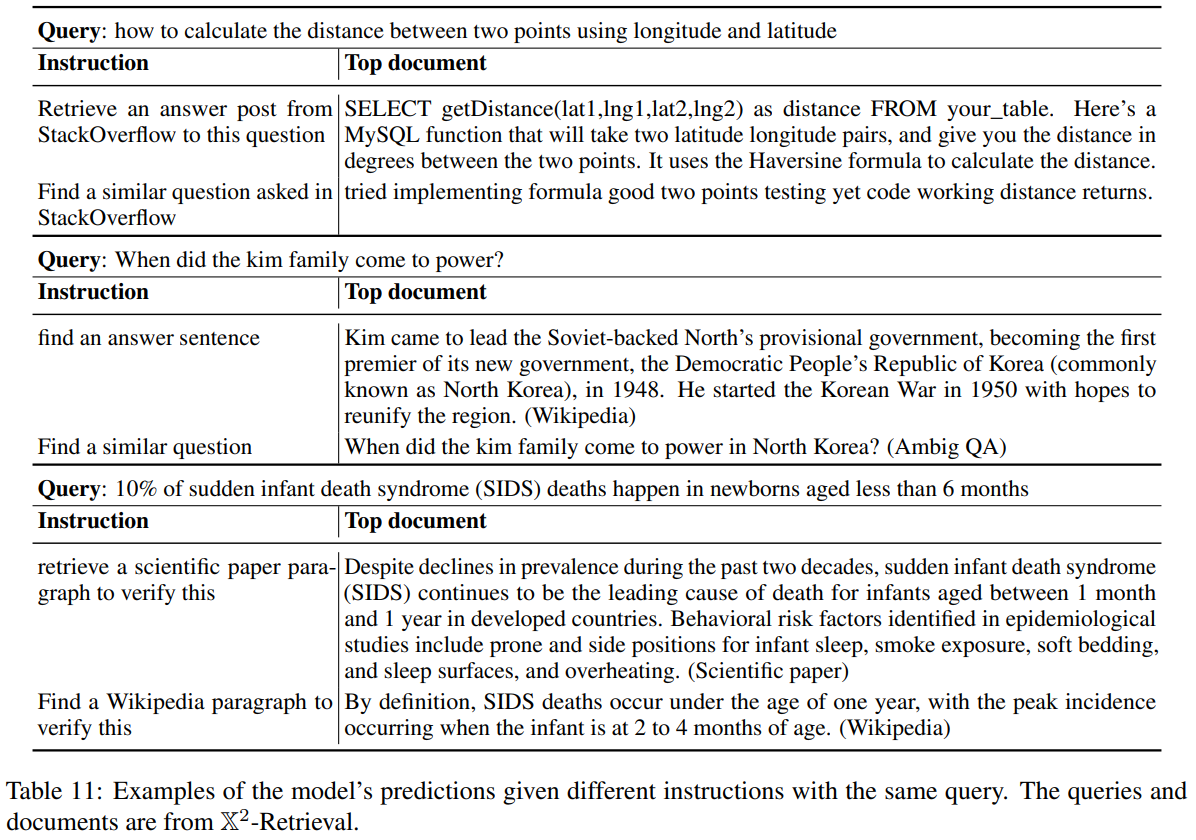 Query: how to calculate the distance between two points using longitude and latitude
Instruction Top document
Retrieve an answer post from SELECT getDistance(lat1,lng1,lat2,lng2) as distance FROM your_table. Here's a
StackOverflow to this question MySQL function that will take two latitude longitude pairs, and give you the distance in
degrees between the two points. It uses the Haversine formula to calculate the distance.
Find a similar question asked in tried implementing formula good two points testing yet code working distance returns.
StackOverflow
Query: When did the kim family come to power?
Instruction Top document
find an answer sentence Kim came to lead the Soviet-backed North's provisional government, becoming the first
premier of its new government, the Democratic People's Republic of Korea (commonly
known as North Korea), in 1948. He started the Korean War in 1950 with hopes to
reunify the region. (Wikipedia)
Find a similar question When did the kim family come to power in North Korea? (Ambig QA)
Query: 10% of sudden infant death syndrome (SIDS) deaths happen in newborns aged less than 6 months
Instruction Top document
retrieve a scientific paper para- Despite declines in prevalence during the past two decades, sudden infant death syndrome
graph to verify this (SIDS) continues to be the leading cause of death for infants aged between 1 month
and 1 year in developed countries. Behavioral risk factors identified in epidemiological
studies include prone and side positions for infant sleep, smoke exposure, soft bedding,
and sleep surfaces, and overheating. (Scientific paper)
Find a Wikipedia paragraph to By definition, SIDS deaths occur under the age of one year, with the peak incidence
verify this occurring when the infant is at 2 to 4 months of age. (Wikipedia)
Table 11: Examples of the model's predictions given different instructions with the same query. The queries and
documents are from 𝕏²-Retrieval.